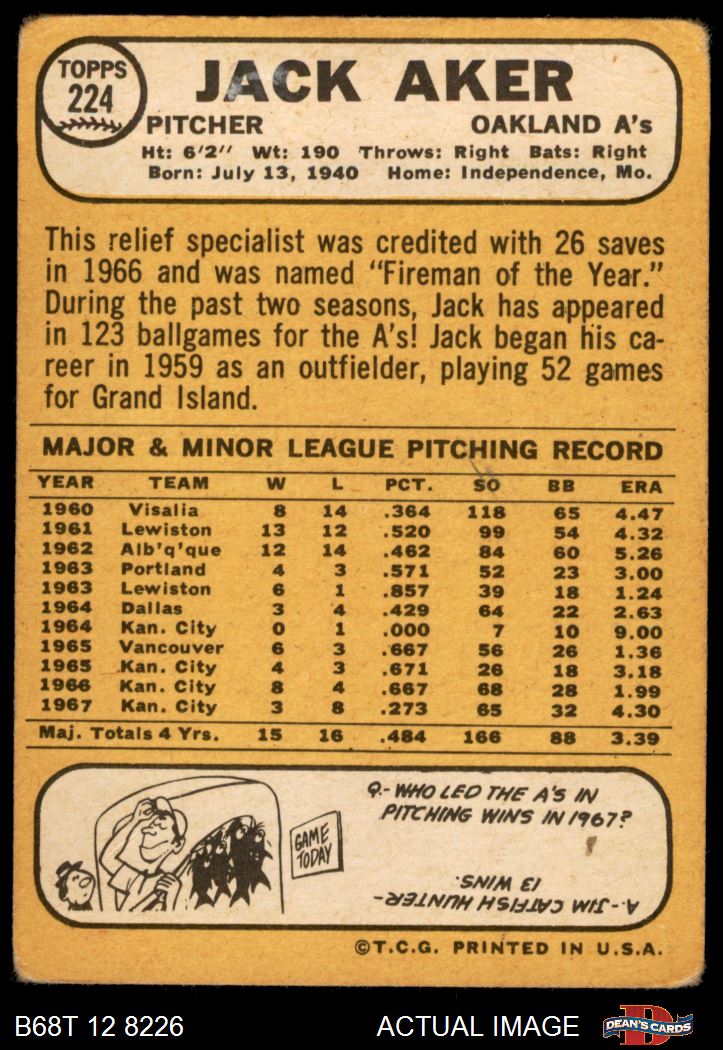 TOPPS
224
JACK AKER
PITCHER OAKLAND A's
Ht: 6'2" Wt: 190 Throws: Right Bats: Right
Born: July 13, 1940 Home: Independence, Mo.
This relief specialist was credited with 26 saves
in 1966 and was named "Fireman of the Year."
During the past two seasons, Jack has appeared
in 123 ballgames for the A's! Jack began his ca-
reer in 1959 as an outfielder, playing 52 games
for Grand Island.
MAJOR & MINOR LEAGUE PITCHING RECORD
YEAR TEAM W L PCT. SO BB ERA
1960 Visalia 8 14 .364 118 65 4.47
1961 Lewiston 13 12 .520 99 54 4.32
1962 Alb'q'que 12 14 .462 84 60 5.26
1963 Portland 4 3 .571 52 23 3.00
1963 Lewiston 6 1 .857 39 18 1.24
1964 Dallas 3 4 .429 64 22 2.63
1964 Kan. City 0 1 .000 7 10 9.00
1965 Vancouver 6 3 .667 56 26 1.36
1965 Kan. City 4 3 .671 26 18 3.18
1966 Kan. City 8 4 .667 68 28 1.99
1967 Kan. City 3 8 .273 65 32 4.30
Maj. Totals 4 Yrs. 15 16 .484 166 88 3.39
GAME
TODAY
Q.- WHO LED THE A'S IN
PITCHING WINS IN 1967?
A.- JIM CATFISH HUNTER-
13 WINS.
©T.C.G. PRINTED IN U.S.A.
B68T 12 8226 ACTUAL IMAGE
DEAN'S CARDS